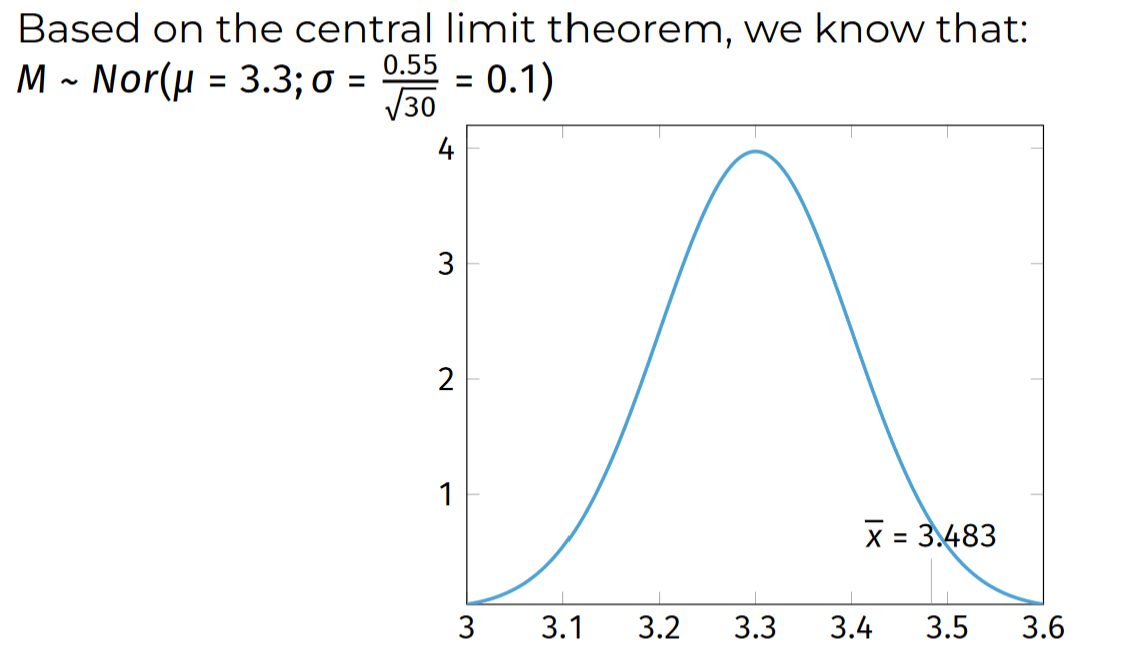 Based on the central limit theorem, we know that:
M ~ Nor(μ = 3.3; σ = 0.55/√30 = 0.1)
4
3
2
1
x̅ = 3.483
3 3.1 3.2 3.3 3.4 3.5 3.6